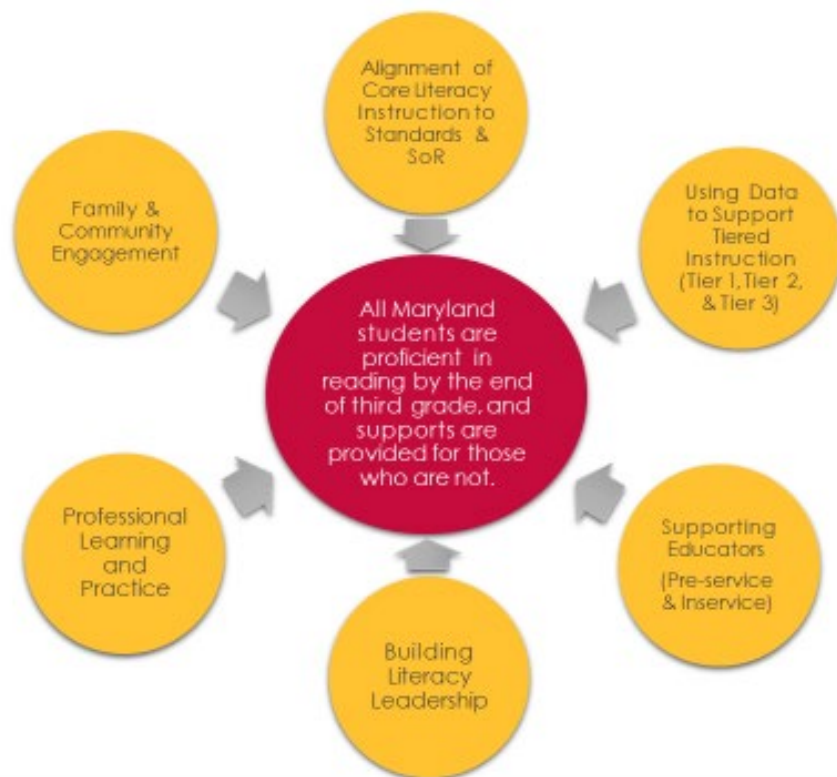 Alignment of
Core Literacy
Instruction to
Standards &
SoR
Using Data
to Support
Tiered
Instruction
(Tier 1, Tier 2,
& Tier 3)
Supporting
Educators
(Pre-service
& Inservice)
Building
Literacy
Leadership
Professional
Learning
and
Practice
Family &
Community
Engagement
All Maryland
students are
proficient in
reading by the end
of third grade, and
supports are
provided for those
who are not.